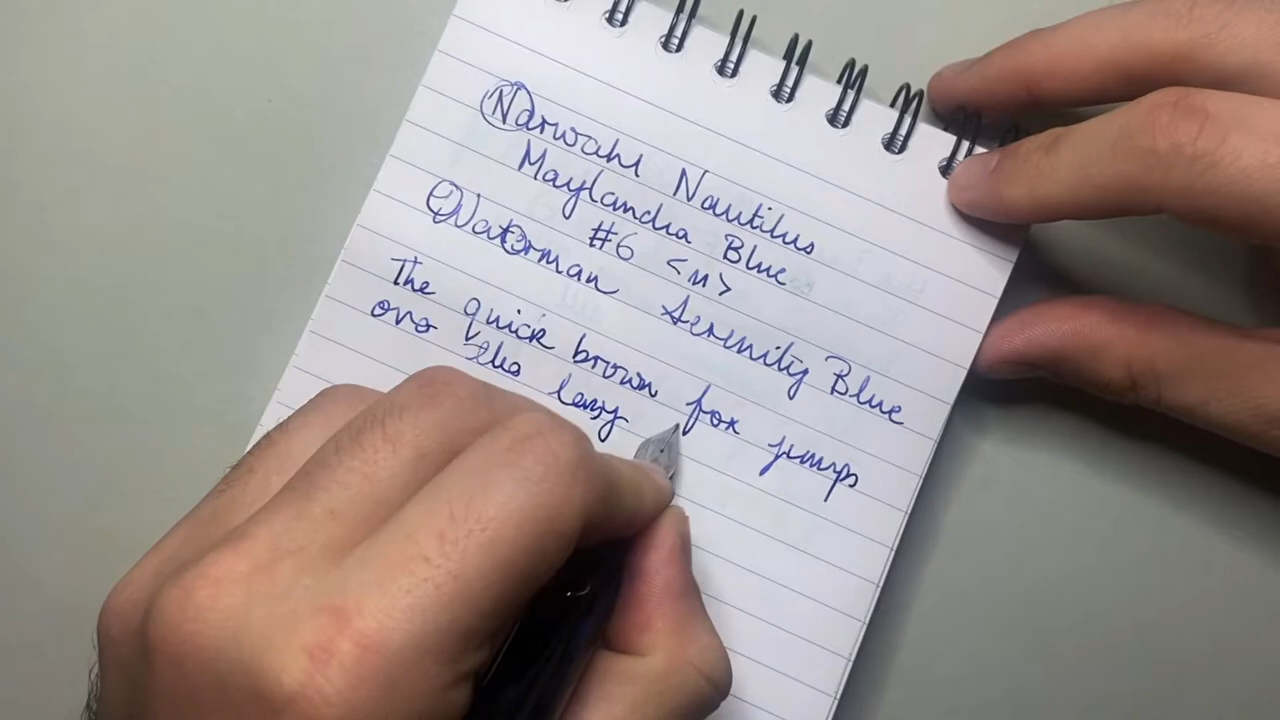 Narwahl Nautilus
Maylandia Blue
#6 <M>
Waterman Serenity Blue
The quick brown fox jumps
over the lazy